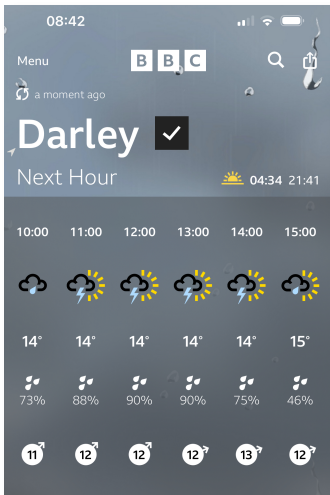 08:42
Menu
BBC
a moment ago
Darley
Next Hour
04:34 21:41
10:00 11:00 12:00 13:00 14:00 15:00
14° 14° 14° 14° 14° 15°
73% 88% 90% 90% 75% 46%
11 12 12 12 13 12